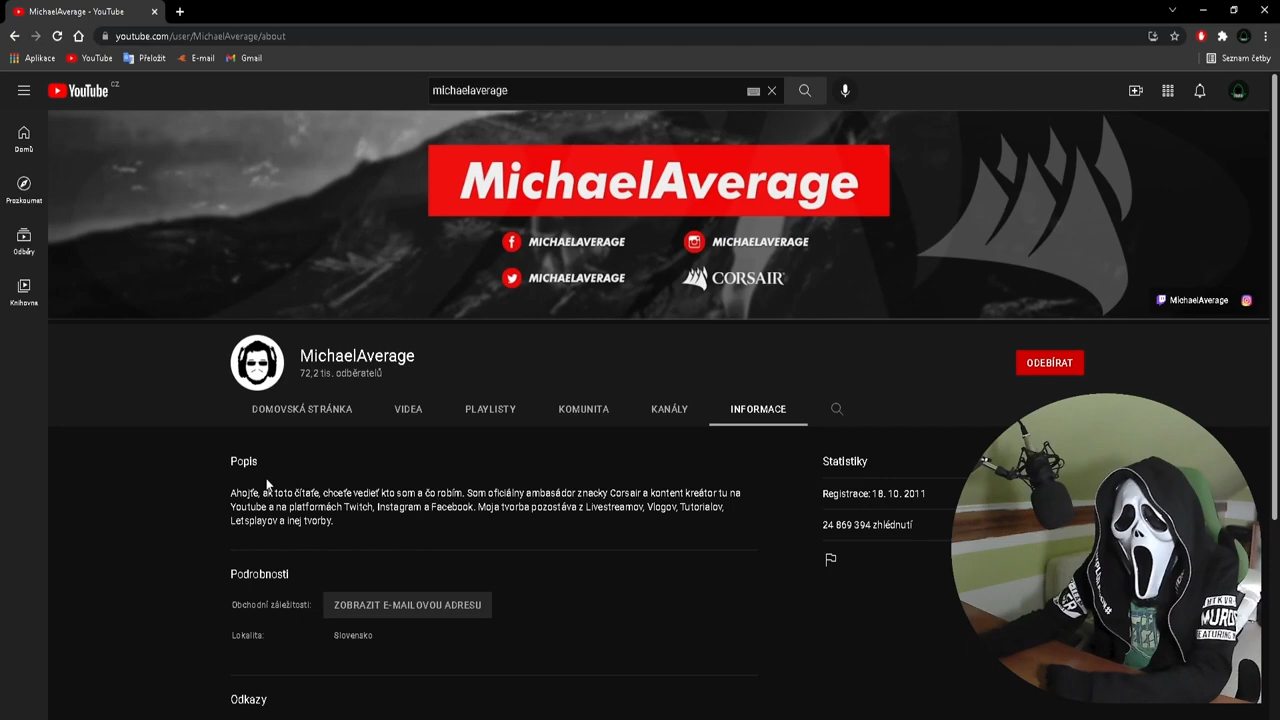 MichaelAverage - YouTube
youtube.com/user/MichaelAverage/about
Aplikace YouTube Přeložit E-mail Gmail Seznam četby
YouTube CZ
michaelaverage
Domů
Prozkoumat
Odběry
Knihovna
MichaelAverage
MICHAELAVERAGE MICHAELAVERAGE
MICHAELAVERAGE CORSAIR
MichaelAverage
MichaelAverage
72,2 tis. odběratelů
ODEBÍRAT
DOMOVSKÁ STRÁNKA VIDEA PLAYLISTY KOMUNITA KANÁLY INFORMACE
Popis
Ahojťe, ak toto čítaťe, chceťe vedieť kto som a čo robím. Som oficiálny ambasádor znacky Corsair a kontent kreátor tu na
Youtube a na platformách Twitch, Instagram a Facebook. Moja tvorba pozostáva z Livestreamov, Vlogov, Tutorialov,
Letsplayov a inej tvorby.
Podrobnosti
Obchodní záležitosti: ZOBRAZIT E-MAILOVOU ADRESU
Lokalita: Slovensko
Odkazy
Statistiky
Registrace: 18. 10. 2011
24 869 394 zhlédnutí
MUROS